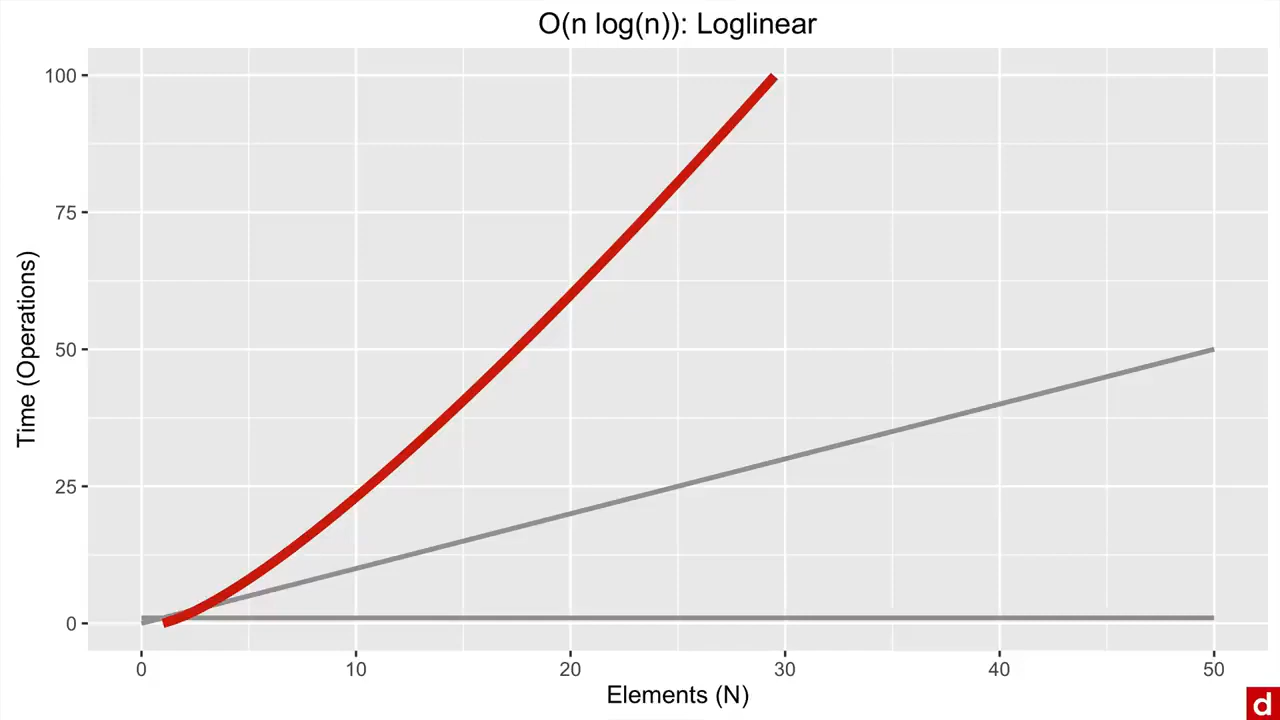 O(n log(n)): Loglinear
100
75
50
25
0
Time (Operations)
0 10 20 30 40 50
Elements (N)
d